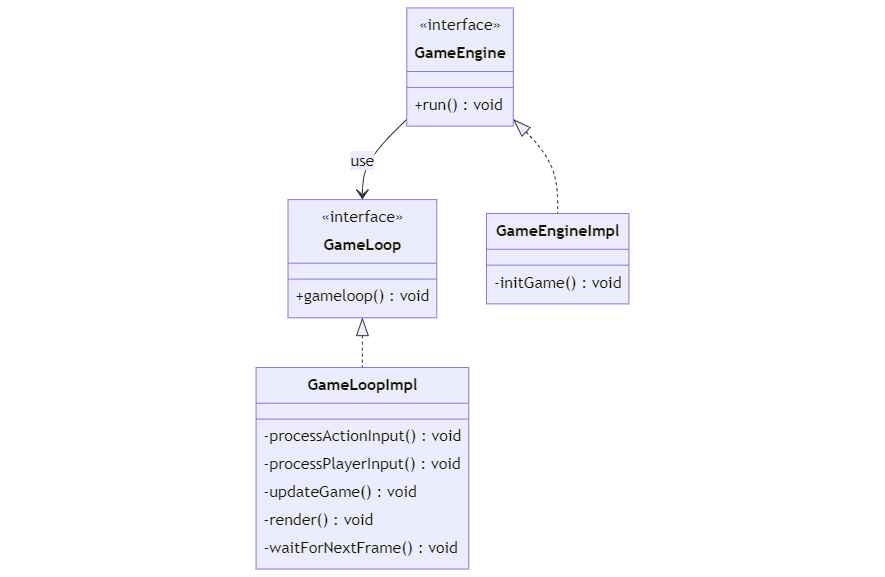 «interface»
GameEngine
+run() : void
use
«interface»
GameLoop
+gameloop() : void
GameEngineImpl
-initGame() : void
GameLoopImpl
-processActionInput() : void
-processPlayerInput() : void
-updateGame() : void
-render() : void
-waitForNextFrame() : void